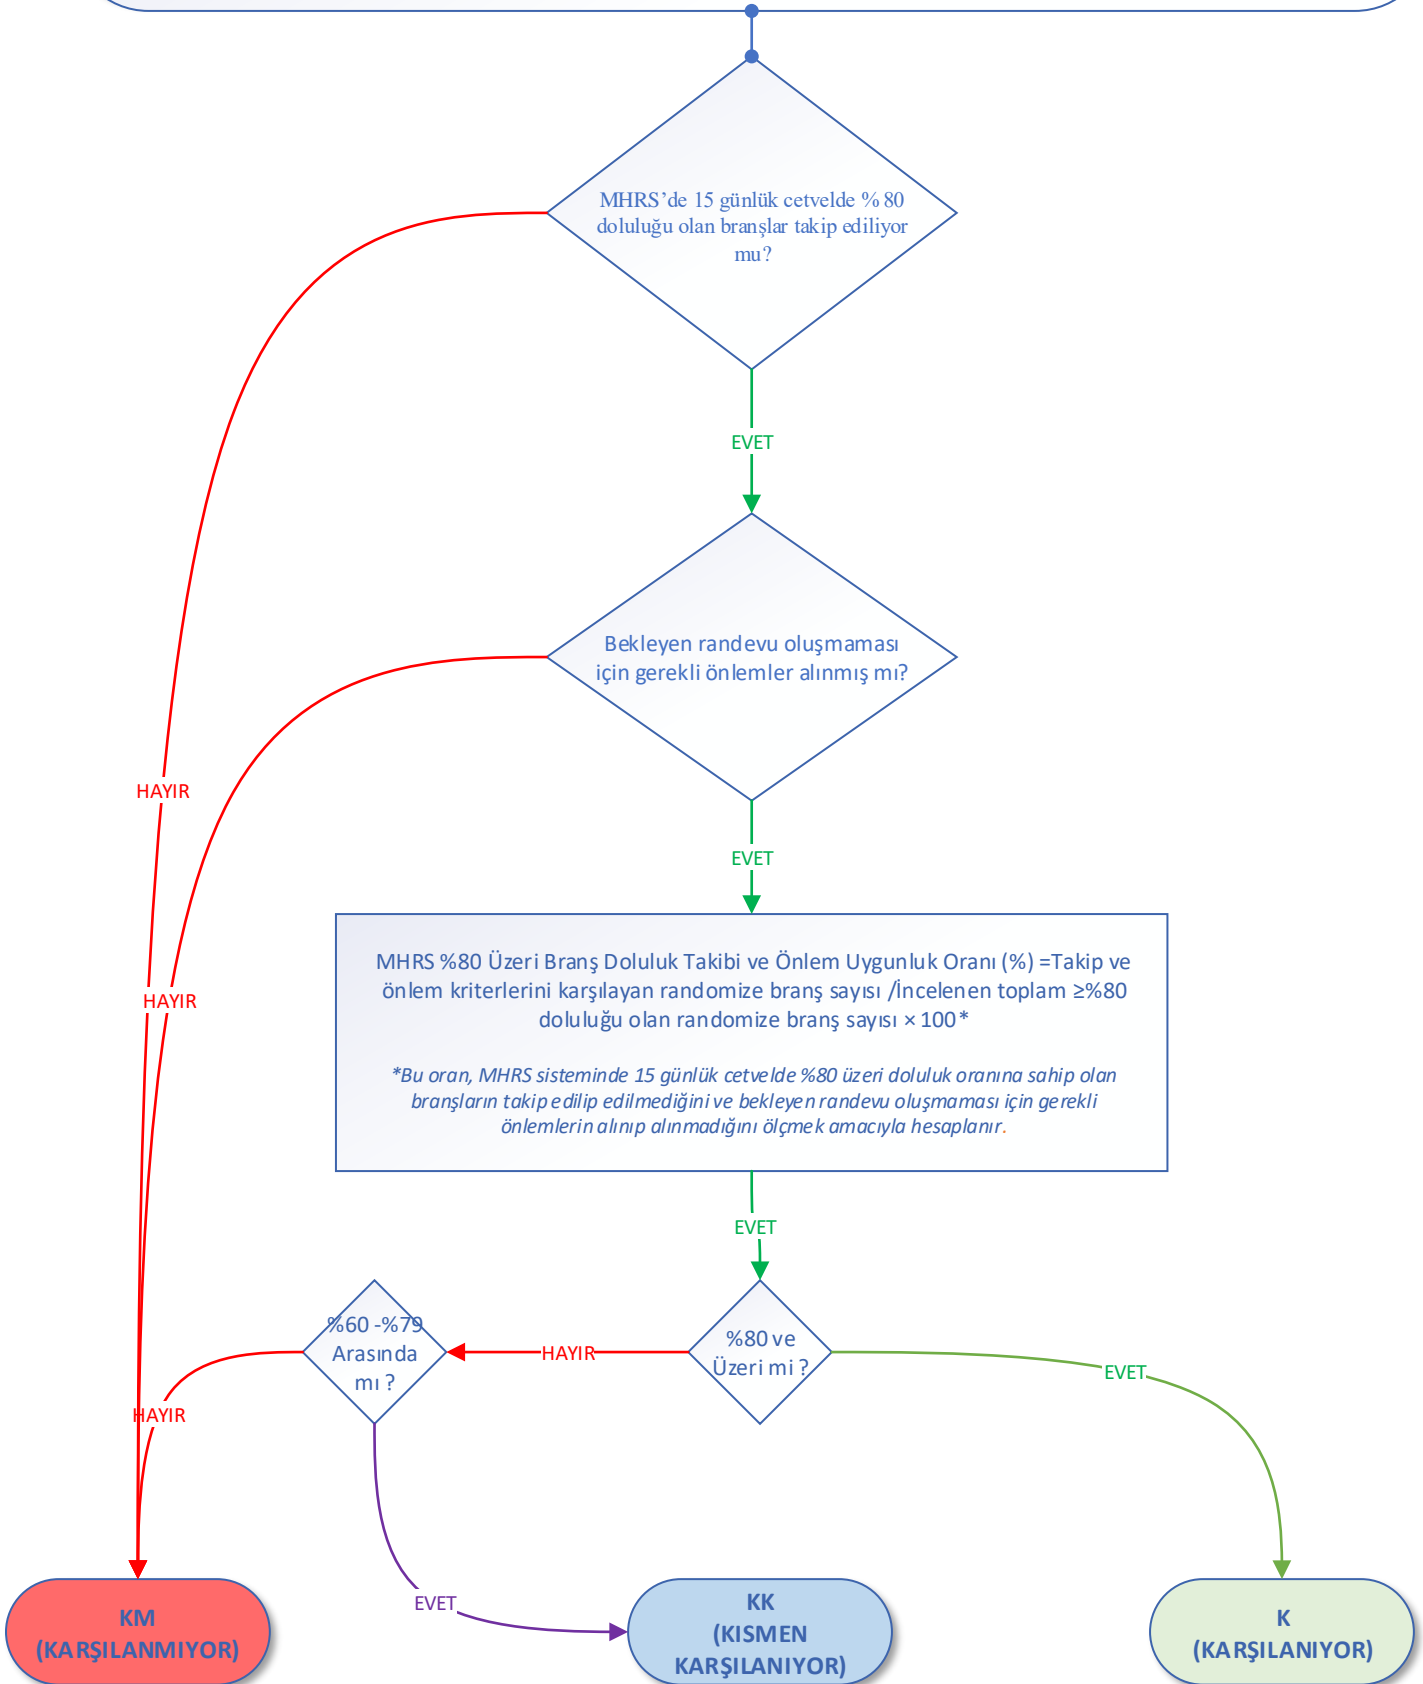 MHRS’de 15 günlük cetvelde % 80
doluluğu olan branşlar takip ediliyor
mu?
EVET
Bekleyen randevu oluşmaması
için gerekli önlemler alınmış mı?
HAYIR
EVET
HAYIR
MHRS %80 Üzeri Branş Doluluk Takibi ve Önlem Uygunluk Oranı (%) =Takip ve
önlem kriterlerini karşılayan randomize branş sayısı /İncelenen toplam ≥%80
doluluğu olan randomize branş sayısı × 100*
*Bu oran, MHRS sisteminde 15 günlük cetvelde %80 üzeri doluluk oranına sahip olan
branşların takip edilip edilmediğini ve bekleyen randevu oluşmaması için gerekli
önlemlerin alınıp alınmadığını ölçmek amacıyla hesaplanır.
EVET
%60 -%79
Arasında
mı ?
HAYIR
%80 ve
Üzeri mi ?
EVET
HAYIR
EVET
KM
(KARŞILANMIYOR)
KK
(KISMEN
KARŞILANIYOR)
K
(KARŞILANIYOR)